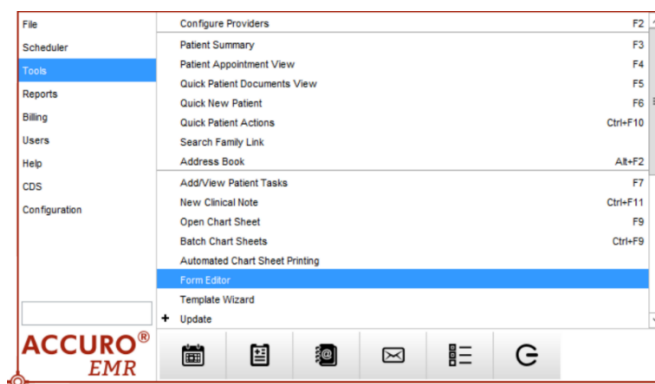 File
Scheduler
Tools
Reports
Billing
Users
Help
CDS
Configuration
Configure Providers F2
Patient Summary F3
Patient Appointment View F4
Quick Patient Documents View F5
Quick New Patient F6
Quick Patient Actions Ctrl+F10
Search Family Link
Address Book Alt+F2
Add/View Patient Tasks F7
New Clinical Note Ctrl+F11
Open Chart Sheet F9
Batch Chart Sheets Ctrl+F9
Automated Chart Sheet Printing
Form Editor
Template Wizard
+ Update
ACCURO®
EMR